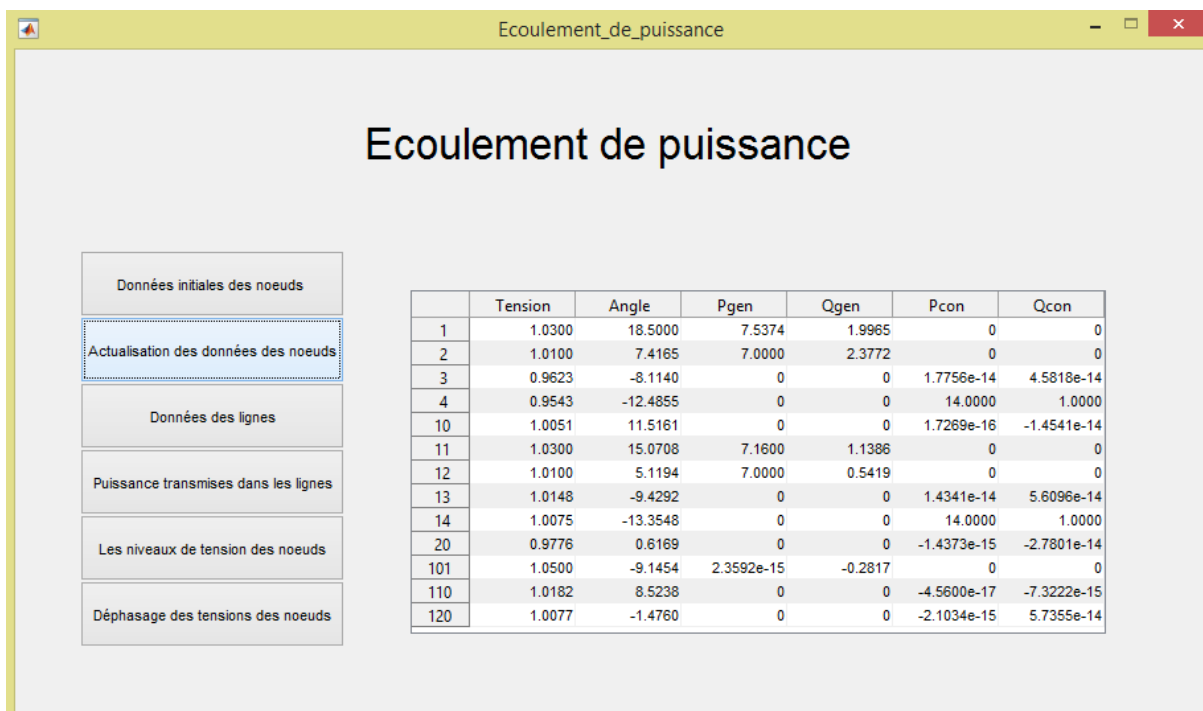 Ecoulement_de_puissance
Ecoulement de puissance
Données initiales des noeuds
Actualisation des données des noeuds
Données des lignes
Puissance transmises dans les lignes
Les niveaux de tension des noeuds
Déphasage des tensions des noeuds
Tension Angle Pgen Qgen Pcon Qcon
1 1.0300 18.5000 7.5374 1.9965 0 0
2 1.0100 7.4165 7.0000 2.3772 0 0
3 0.9623 -8.1140 0 0 1.7756e-14 4.5818e-14
4 0.9543 -12.4855 0 0 14.0000 1.0000
10 1.0051 11.5161 0 0 1.7269e-16 -1.4541e-14
11 1.0300 15.0708 7.1600 1.1386 0 0
12 1.0100 5.1194 7.0000 0.5419 0 0
13 1.0148 -9.4292 0 0 1.4341e-14 5.6096e-14
14 1.0075 -13.3548 0 0 14.0000 1.0000
20 0.9776 0.6169 0 0 -1.4373e-15 -2.7801e-14
101 1.0500 -9.1454 2.3592e-15 -0.2817 0 0
110 1.0182 8.5238 0 0 -4.5600e-17 -7.3222e-15
120 1.0077 -1.4760 0 0 -2.1034e-15 5.7355e-14